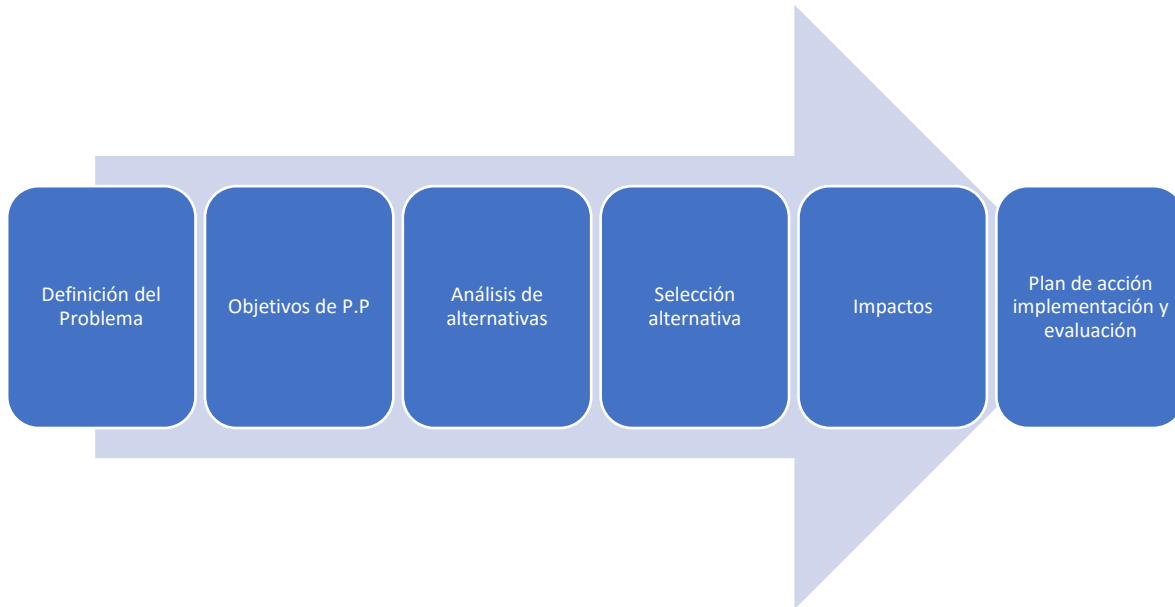 Definición del
Problema
Objetivos de P.P
Análisis de
alternativas
Selección
alternativa
Impactos
Plan de acción
implementación y
evaluación